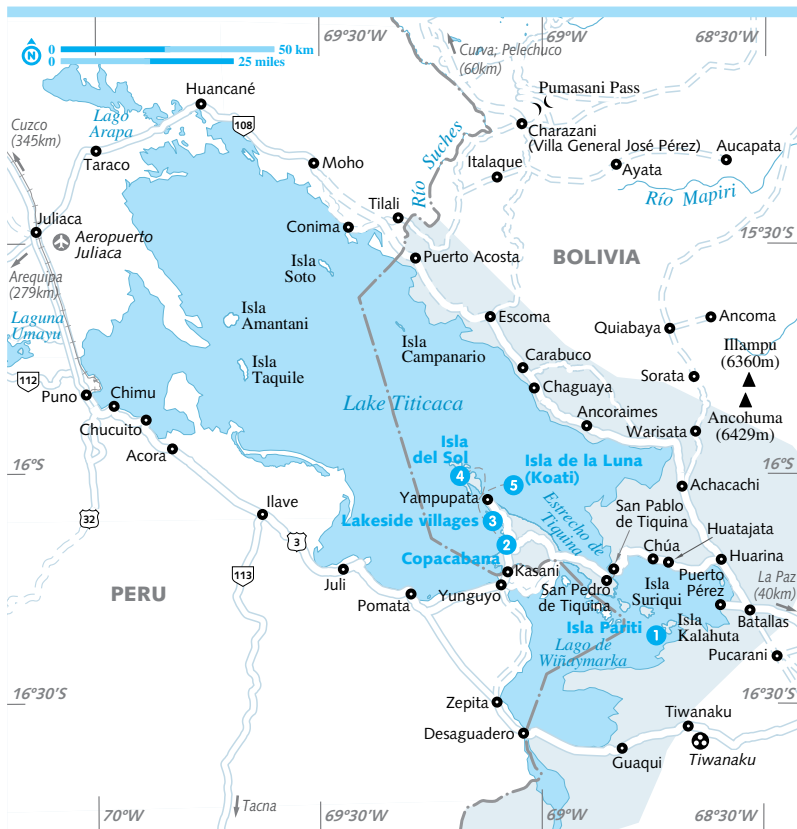 69°30'W
69°W
68°30'W
0
50 km
0
25 miles
N
Curva; Pelechuco
(60km)
Pumasani Pass
Huancané
Lago
Arapa
108
Cuzco
(345km)
Taraco
Moho
Río Suches
Charazani
(Villa General José Pérez)
Italaque
Ayata
Aucapata
Río Mapiri
Tilali
Conima
Juliaca
Aeropuerto
Juliaca
Puerto Acosta
BOLIVIA
15°30'S
Isla
Soto
Arequipa
(279km)
Laguna
Umayu
Isla
Amantani
Escoma
Ancoma
Quiabaya
Isla
Campanario
Illampu
(6360m)
Isla
Taquile
Carabuco
Chaguaya
Sorata
112
Puno
Chimu
Chucuito
Lake Titicaca
Ancoraimes
Warisata
Ancohuma
(6429m)
Acora
16°S
Isla
del Sol
4
Isla de la Luna
(Koati)
5
16°S
Achacachi
Yampupata
Estrecho de
Tiquina
San Pablo
de Tiquina
Ilave
32
3
Lakeside villages
3
Huatajata
Chúa
Huarina
2
Copacabana
113
Juli
Kasani
Puerto
Pérez
La Paz
(40km)
PERU
Pomata
Yunguyo
San Pedro
de Tiquina
Isla
Suriqui
Batallas
Isla Pariti
1
Isla
Kalahuta
Lago de
Wiñaymarka
Pucarani
16°30'S
Zepita
16°30'S
Desaguadero
Tiwanaku
Guaqui
Tiwanaku
Tacna
70°W
69°30'W
69°W
68°30'W